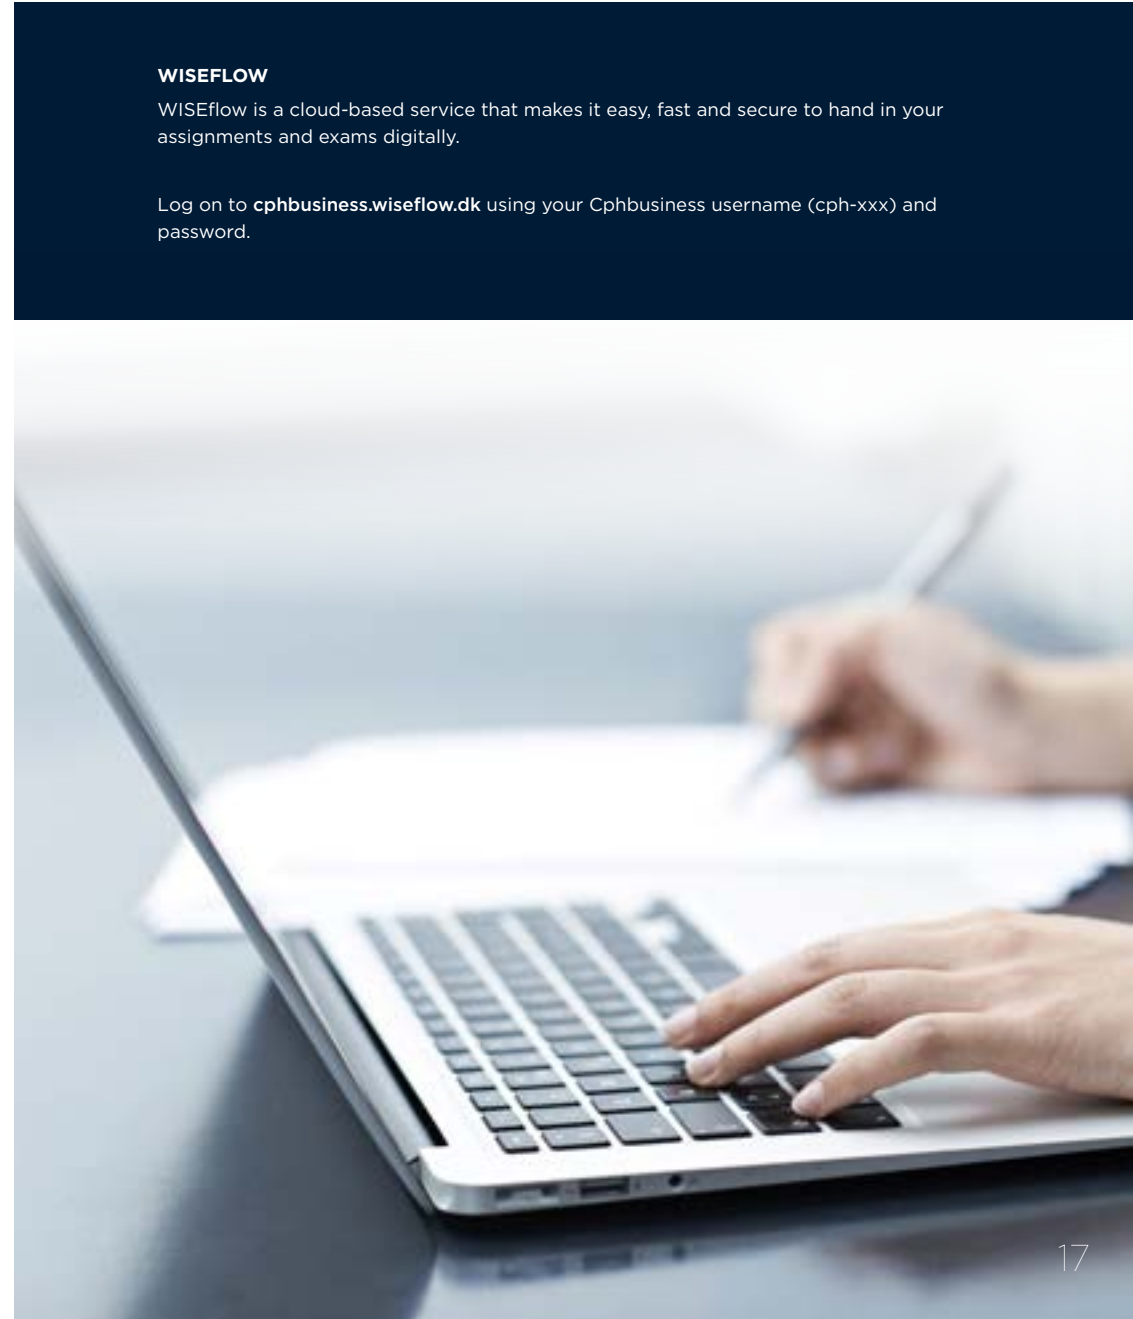 WISEFLOW
WISEflow is a cloud-based service that makes it easy, fast and secure to hand in your
assignments and exams digitally.
Log on to cphbusiness.wiseflow.dk using your Cphbusiness username (cph-xxx) and
password.
17